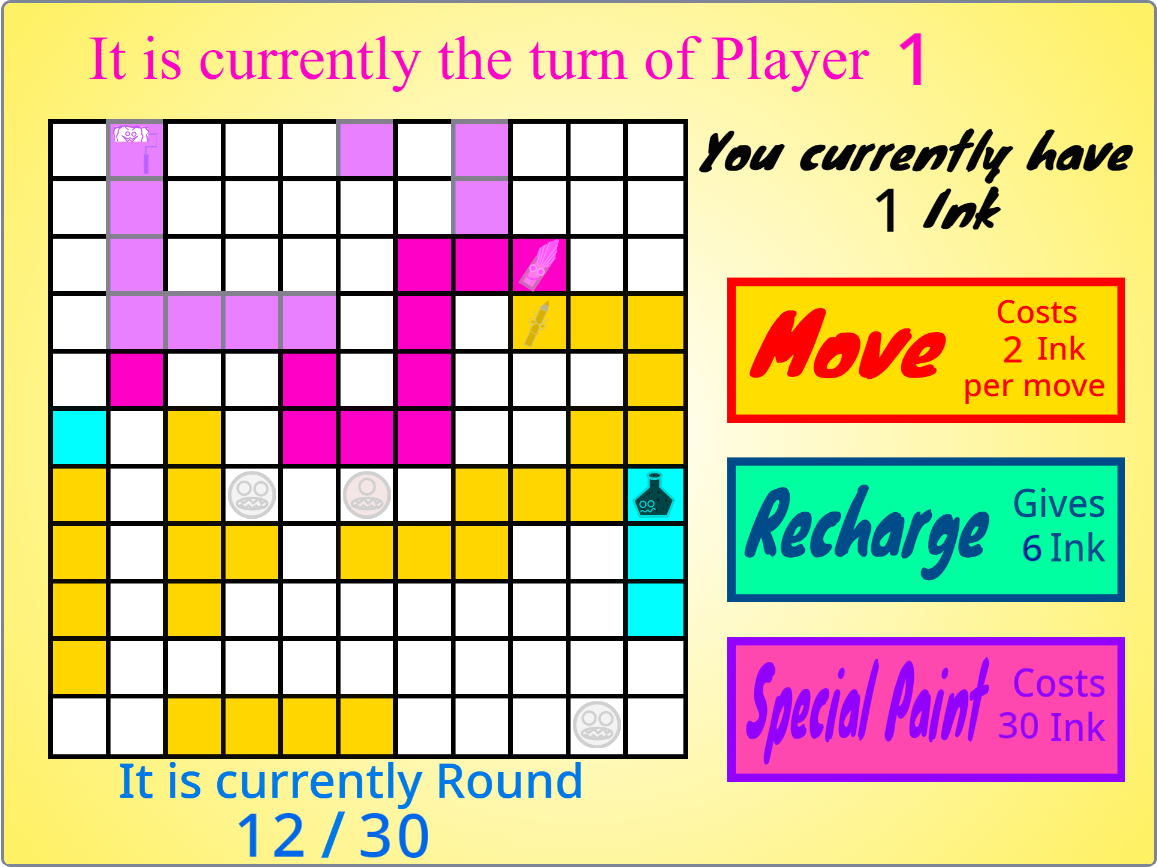 It is currently the turn of Player 1
You currently have
1 Ink
Move
Costs
2 Ink
per move
Recharge
Gives
6 Ink
Special Paint
Costs
30 Ink
It is currently Round
12 / 30